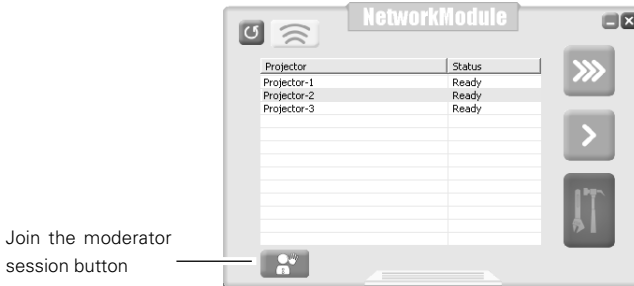 NetworkModule
Projector Status
Projector-1 Ready
Projector-2 Ready
Projector-3 Ready
Join the moderator
session button